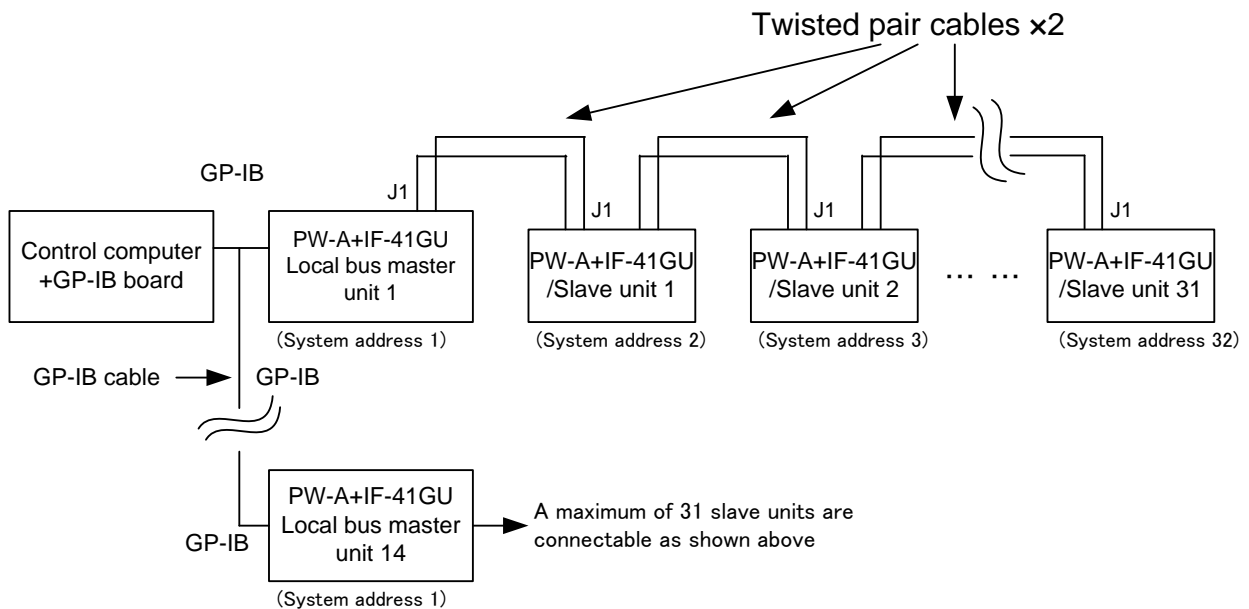 Twisted pair cables ×2
GP-IB
J1
J1
J1
J1
Control computer
+GP-IB board
PW-A+IF-41GU
Local bus master
unit 1
PW-A+IF-41GU
/Slave unit 1
PW-A+IF-41GU
/Slave unit 2
... ...
PW-A+IF-41GU
/Slave unit 31
(System address 1)
(System address 2)
(System address 3)
(System address 32)
GP-IB cable
GP-IB
PW-A+IF-41GU
Local bus master
unit 14
GP-IB
A maximum of 31 slave units are
connectable as shown above
(System address 1)